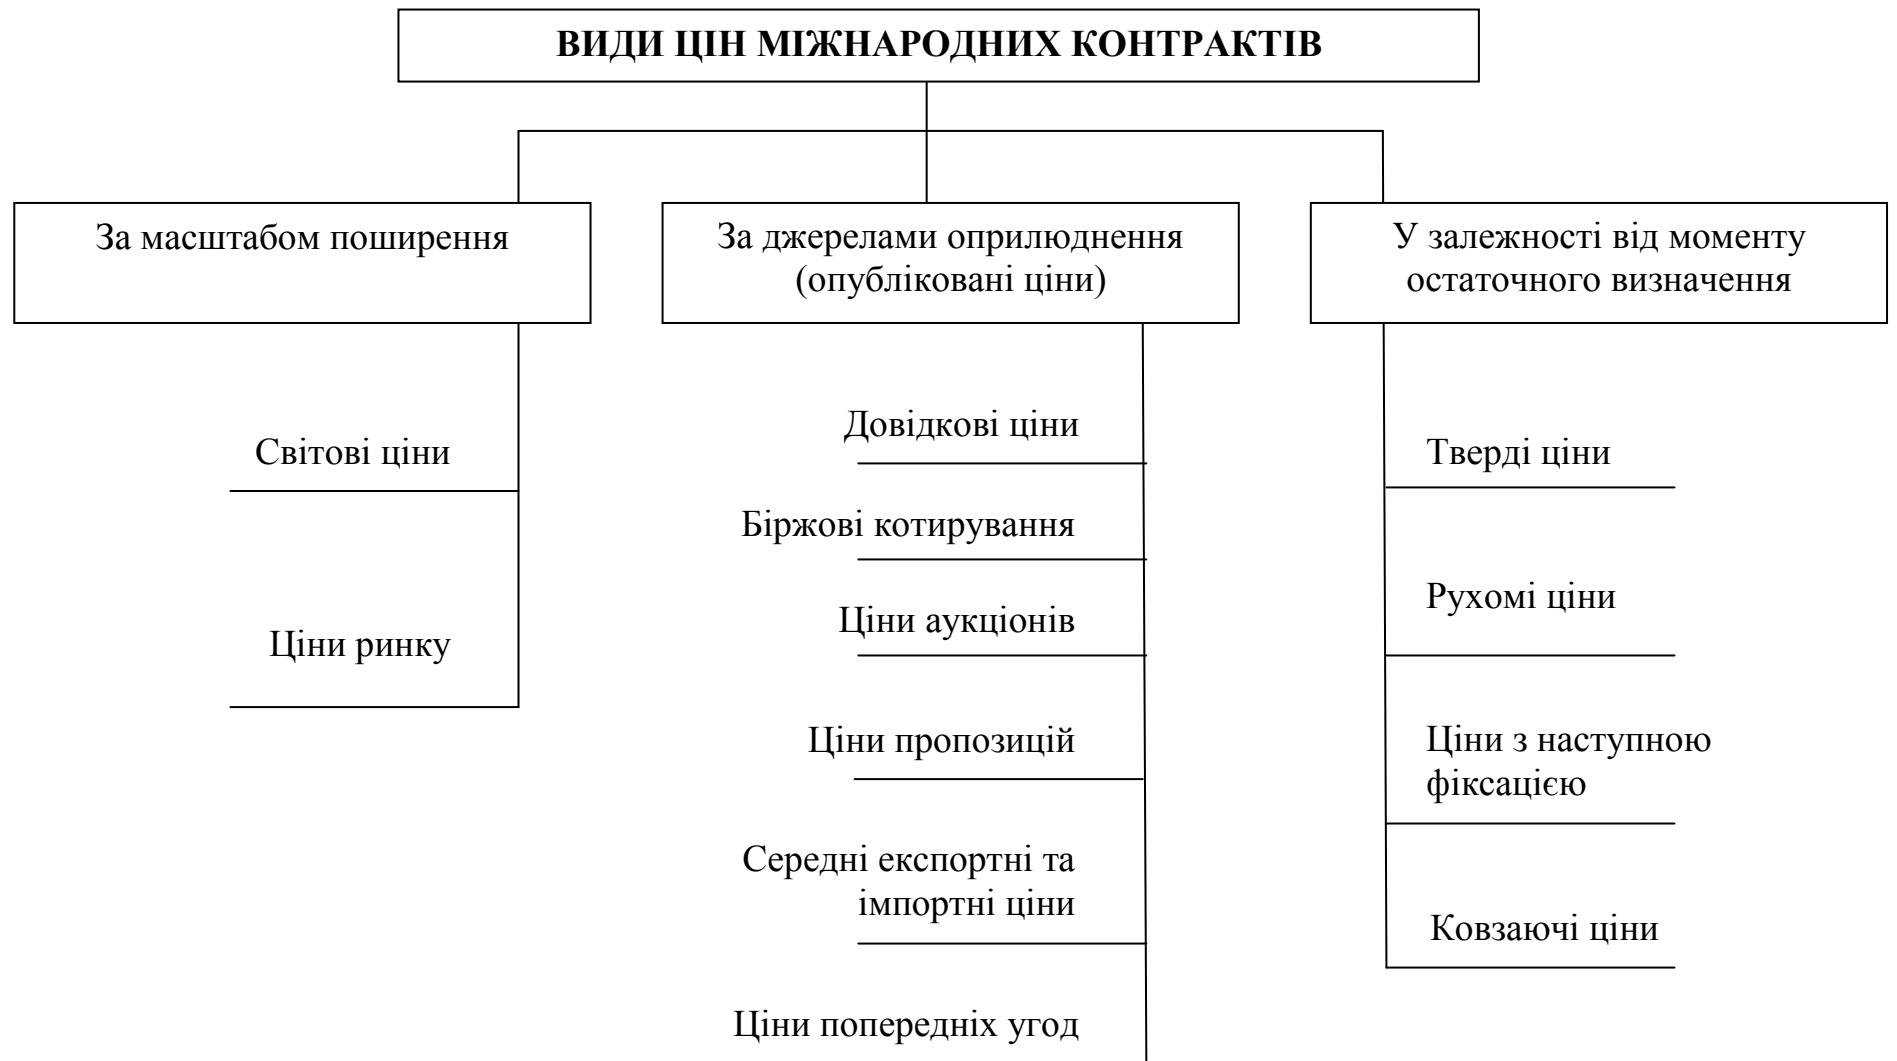 ВИДИ ЦІН МІЖНАРОДНИХ КОНТРАКТІВ
За масштабом поширення
Світові ціни
Ціни ринку
За джерелами оприлюднення
(опубліковані ціни)
Довідкові ціни
Біржові котирування
Ціни аукціонів
Ціни пропозицій
Середні експортні та
імпортні ціни
Ціни попередніх угод
У залежності від моменту
остаточного визначення
Тверді ціни
Рухомі ціни
Ціни з наступною
фіксацією
Ковзаючі ціни